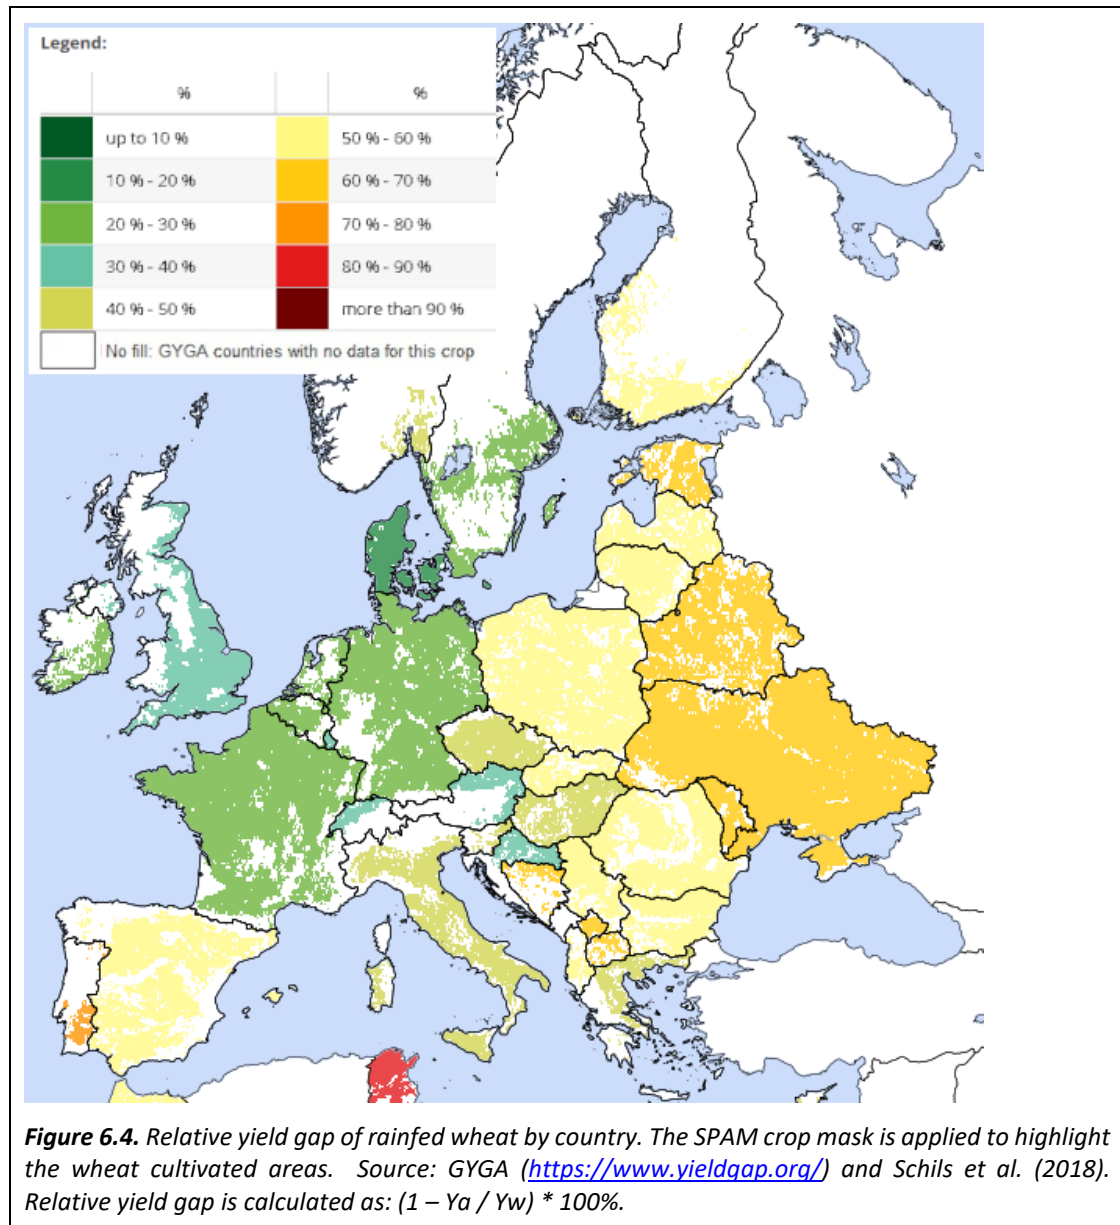 Legend:
% %
up to 10 % 50 % - 60 %
10 % - 20 % 60 % - 70 %
20 % - 30 % 70 % - 80 %
30 % - 40 % 80 % - 90 %
40 % - 50 % more than 90 %
No fill: GYGA countries with no data for this crop
Figure 6.4. Relative yield gap of rainfed wheat by country. The SPAM crop mask is applied to highlight
the wheat cultivated areas. Source: GYGA (https://www.yieldgap.org/) and Schils et al. (2018).
Relative yield gap is calculated as: (1 – Ya / Yw) * 100%.